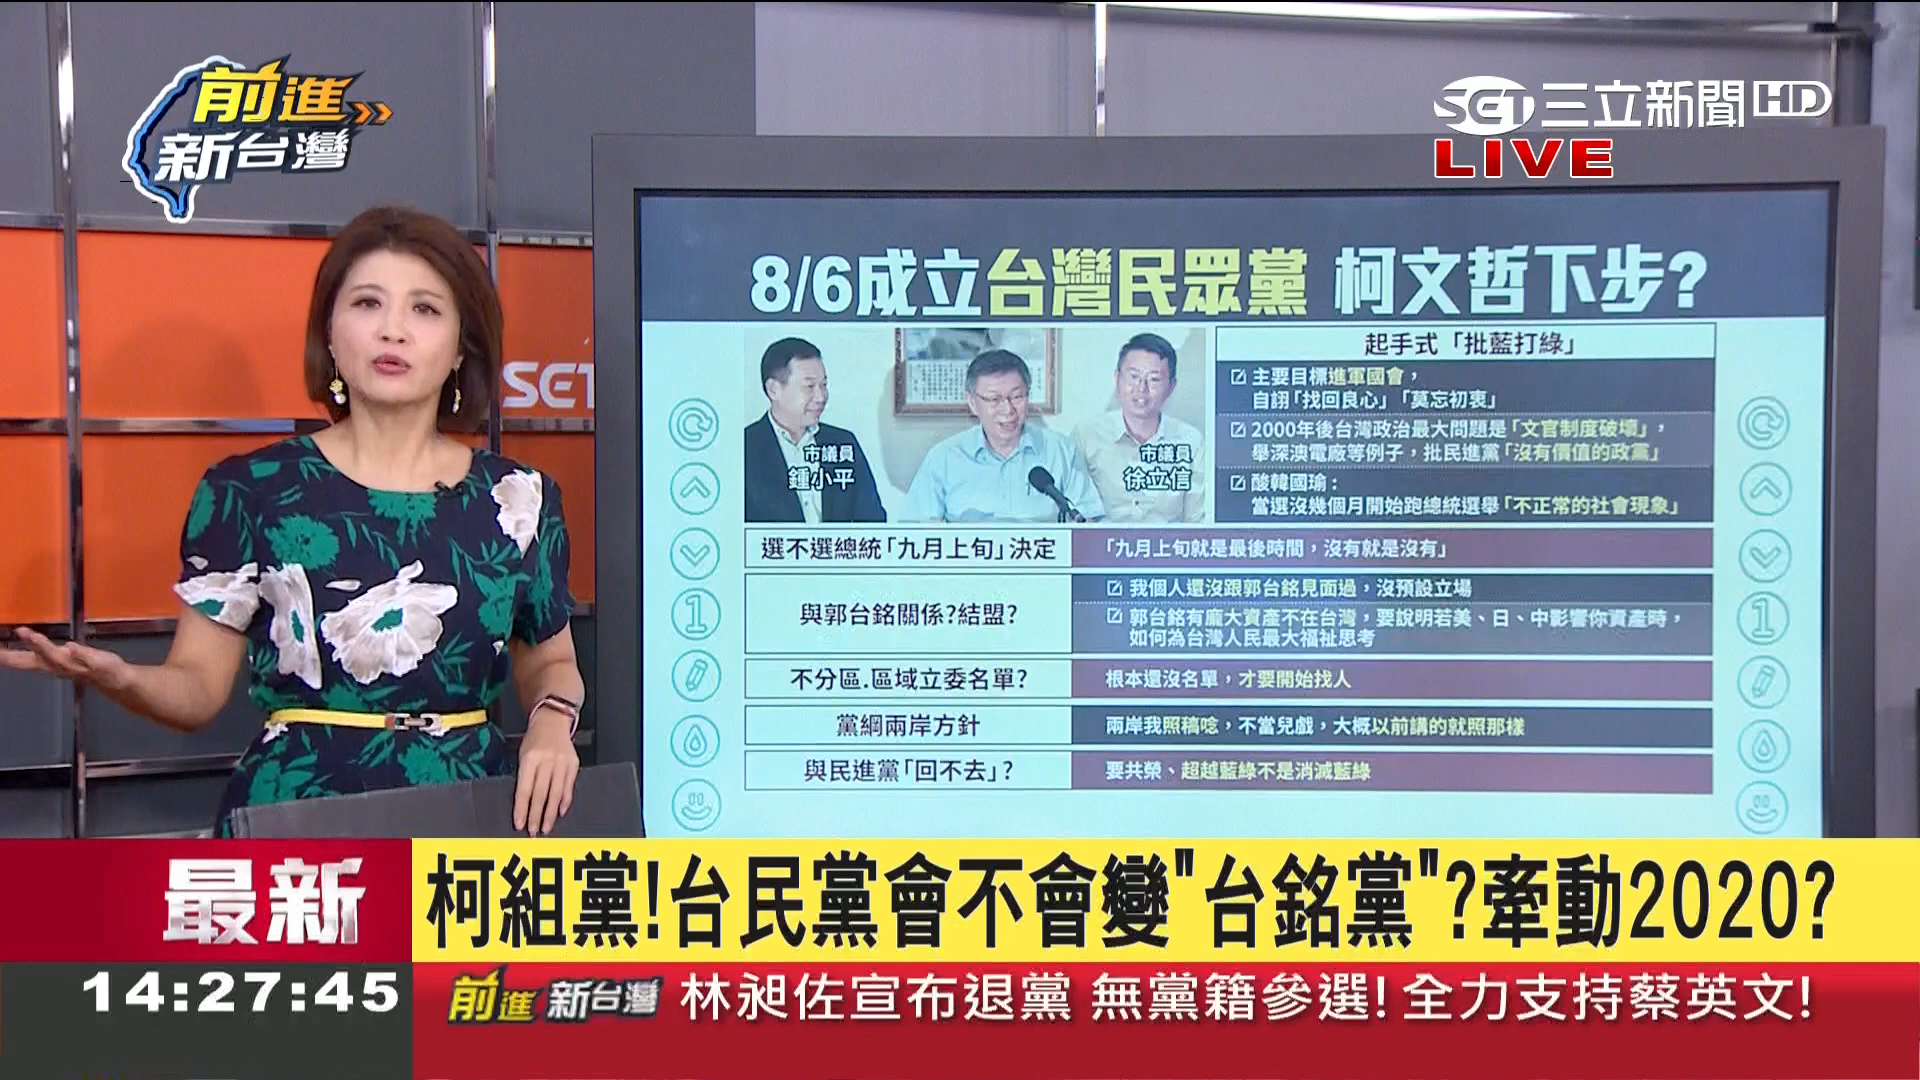 前進
新台灣
SET三立新聞HD
LIVE
SET
8/6成立台灣民眾黨 柯文哲下步?
市議員
鍾小平
市議員
徐立信
起手式「批藍打綠」
主要目標進軍國會，
自詡「找回良心」「莫忘初衷」
2000年後台灣政治最大問題是「文官制度破壞」，
舉深澳電廠等例子，批民進黨「沒有價值的政黨」
酸韓國瑜：
當選沒幾個月開始跑總統選舉「不正常的社會現象」
選不選總統「九月上旬」決定
「九月上旬就是最後時間，沒有就是沒有」
與郭台銘關係?結盟?
我個人還沒跟郭台銘見面過，沒預設立場
郭台銘有龐大資產不在台灣，要說明若美、日、中影響你資產時，
如何為台灣人民最大福祉思考
不分區.區域立委名單?
根本還沒名單，才要開始找人
黨綱兩岸方針
兩岸我照稿唸，不當兒戲，大概以前講的就照那樣
與民進黨「回不去」?
要共榮、超越藍綠不是消滅藍綠
1
1
最新
柯組黨!台民黨會不會變"台銘黨"?牽動2020?
14:27:45
前進新台灣 林昶佐宣布退黨 無黨籍參選! 全力支持蔡英文!